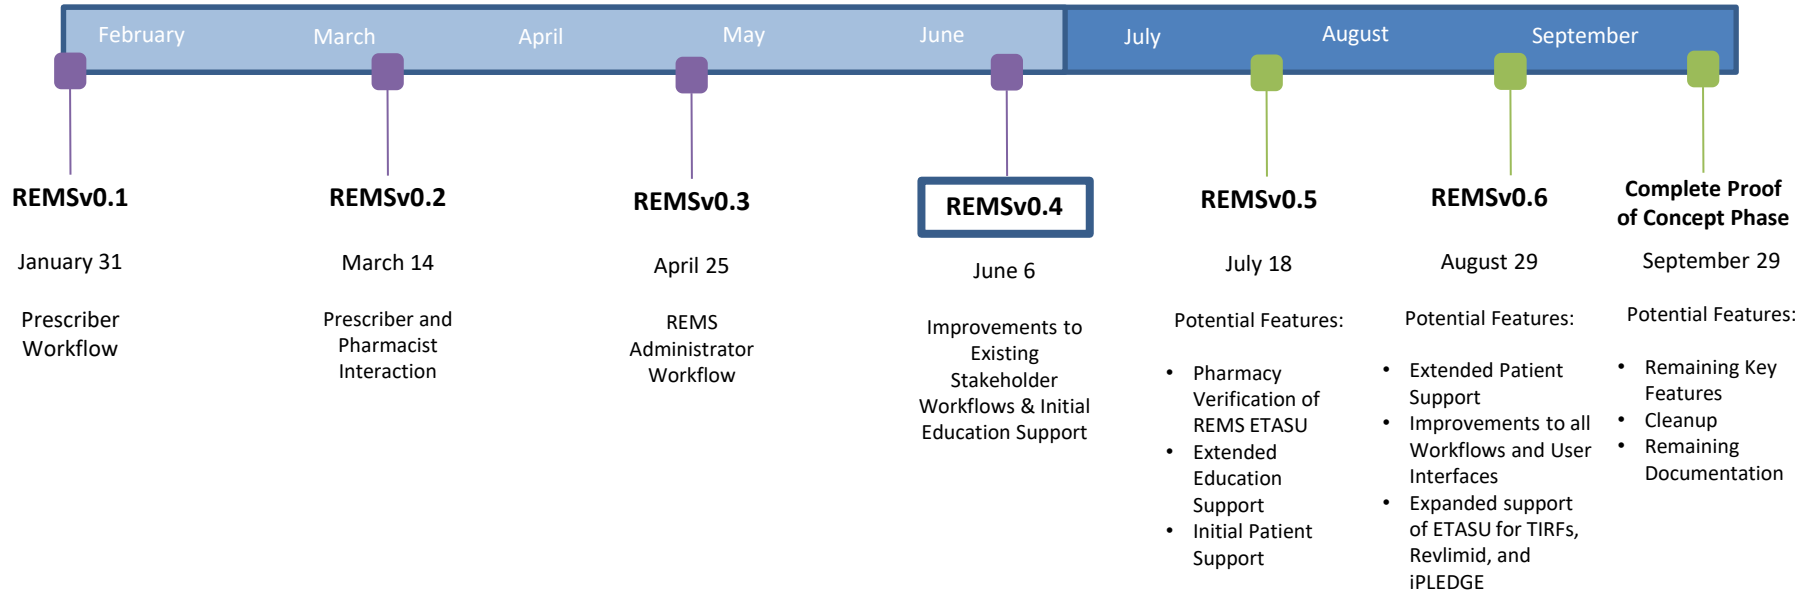 February
March
April
May
June
July
August
September
REMSv0.1
January 31
Prescriber
Workflow
REMSv0.2
March 14
Prescriber and
Pharmacist
Interaction
REMSv0.3
April 25
REMS
Administrator
Workflow
REMSv0.4
June 6
Improvements to
Existing
Stakeholder
Workflows & Initial
Education Support
REMSv0.5
July 18
Potential Features:
• Pharmacy
Verification of
REMS ETASU
• Extended
Education
Support
• Initial Patient
Support
REMSv0.6
August 29
Potential Features:
• Extended Patient
Support
• Improvements to all
Workflows and User
Interfaces
• Expanded support
of ETASU for TIRFs,
Revlimid, and
iPLEDGE
Complete Proof
of Concept Phase
September 29
Potential Features:
• Remaining Key
Features
• Cleanup
• Remaining
Documentation